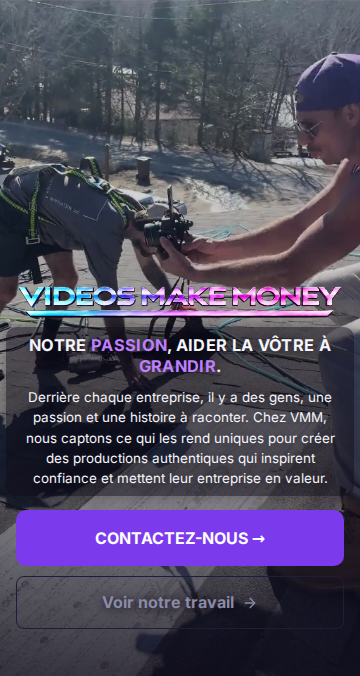 VIDEOS MAKE MONEY
NOTRE PASSION, AIDER LA VÔTRE À
GRANDIR.
Derrière chaque entreprise, il y a des gens, une
passion et une histoire à raconter. Chez VMM,
nous captons ce qui les rend uniques pour créer
des productions authentiques qui inspirent
confiance et mettent leur entreprise en valeur.
CONTACTEZ-NOUS →
Voir notre travail →